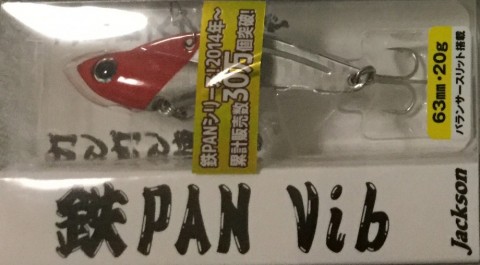 鉄PANシリーズ!2014年~
累計販売数30万個突破!
63mm・20g
バランサースリット搭載
鉄PAN Vib
Jackson